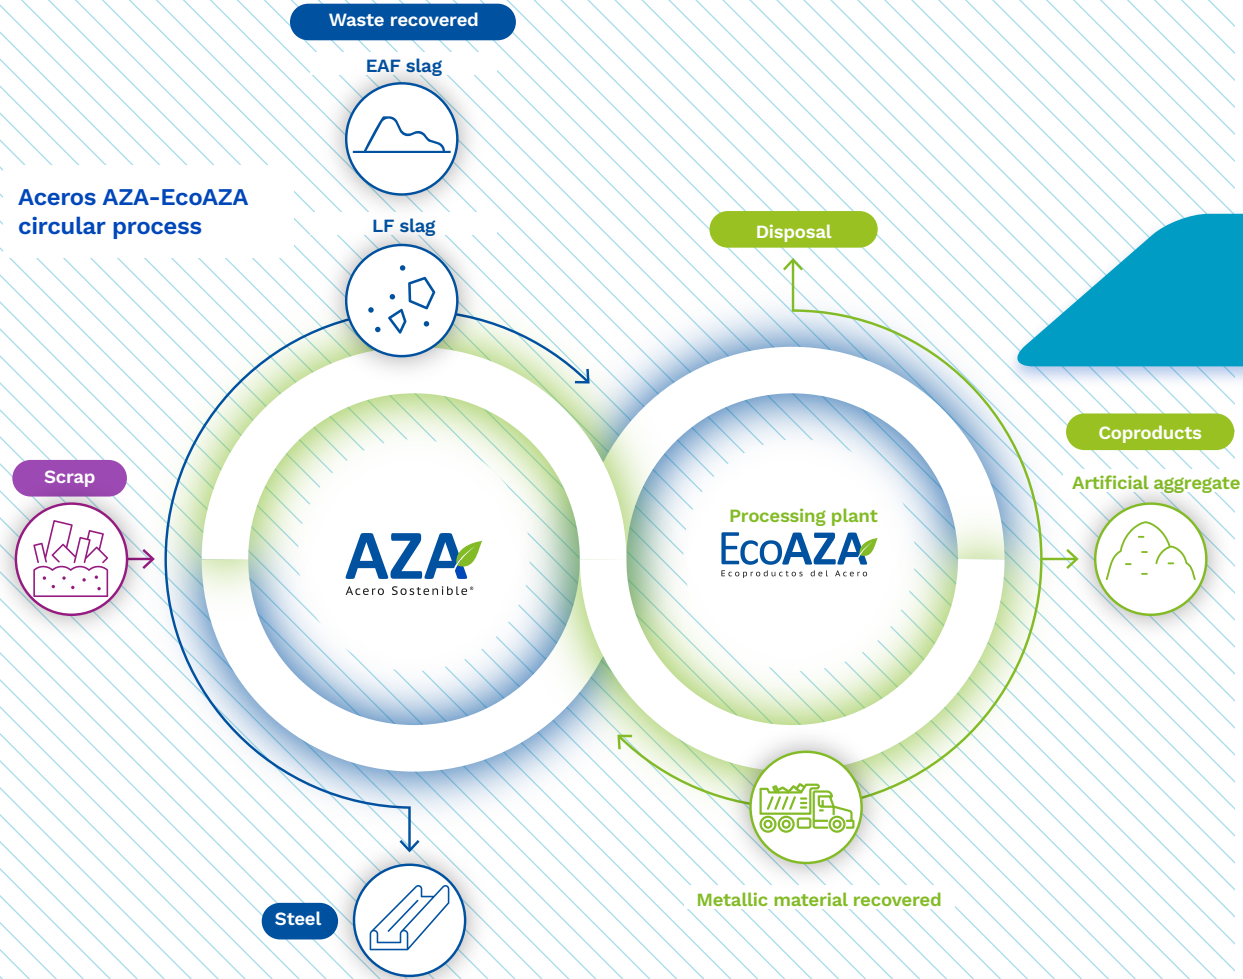 Waste recovered
EAF slag
Aceros AZA-EcoAZA
circular process
LF slag
Disposal
Coproducts
Artificial aggregate
Scrap
AZA
Acero Sostenible®
Processing plant
EcoAZA
Ecoproductos del Acero
Metallic material recovered
Steel